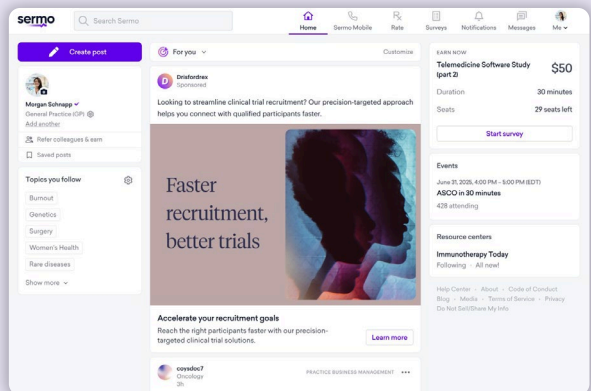 sermo
Search Sermo
Home
Sermo Mobile
Rate
Surveys
Notifications
Messages
Me
Create post
Morgan Schnapp
General Practice (GP)
Add another
Refer colleagues & earn
Saved posts
Topics you follow
Burnout
Genetics
Surgery
Women's Health
Rare diseases
Show more
For you
Customize
D
Drisfordrex
Sponsored
Looking to streamline clinical trial recruitment? Our precision-targeted approach
helps you connect with qualified participants faster.
Faster
recruitment,
better trials
Accelerate your recruitment goals
Reach the right participants faster with our precision-
targeted clinical trial solutions.
Learn more
coysdoc7
Oncology
3h
PRACTICE BUSINESS MANAGEMENT
EARN NOW
Telemedicine Software Study
(part 2)
$50
Duration
30 minutes
Seats
29 seats left
Start survey
Events
June 31, 2025, 4:00 PM – 5:00 PM (EDT)
ASCO in 30 minutes
428 attending
Resource centers
Immunotherapy Today
Following · All now!
Help Center · About · Code of Conduct
Blog · Media · Terms of Service · Privacy
Do Not Sell/Share My Info